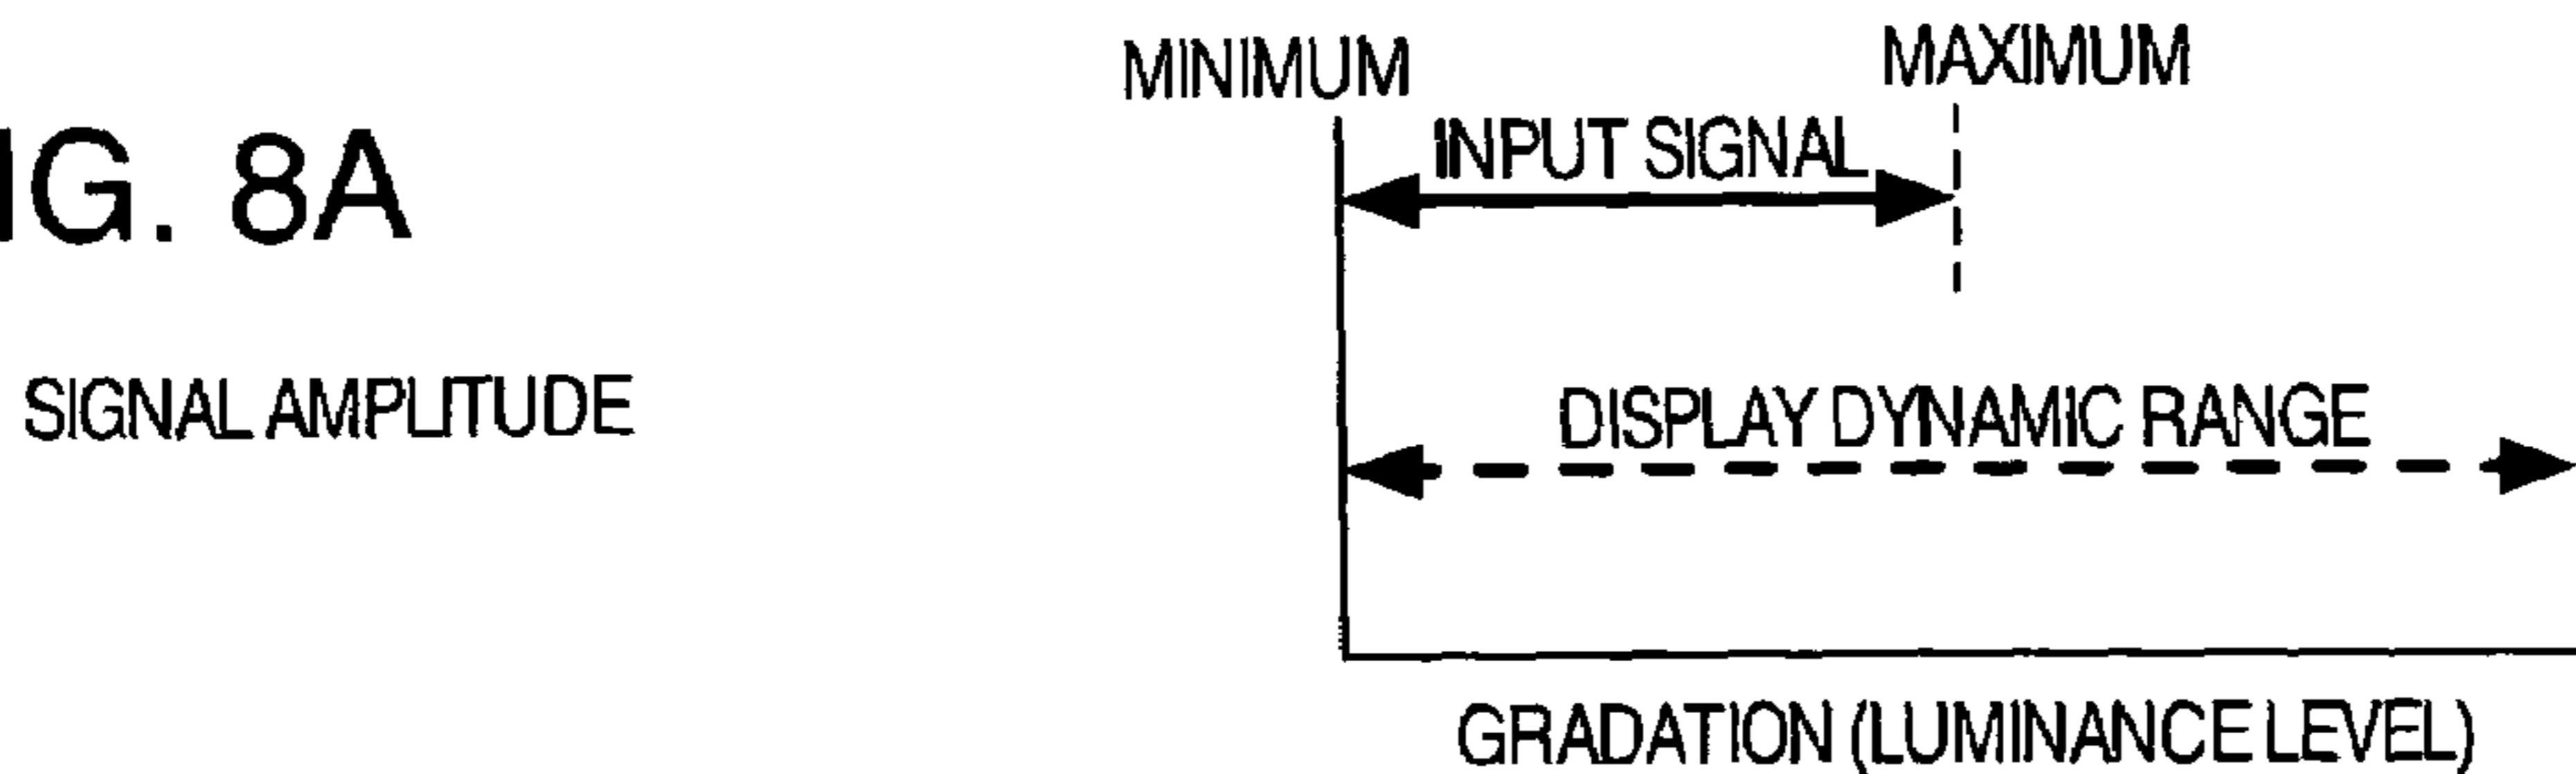 MINIMUM
MAXIMUM
INPUT SIGNAL
IG. 8A
SIGNAL AMPLITUDE
DISPLAY DYNAMIC RANGE
GRADATION (LUMINANCE LEVEL)